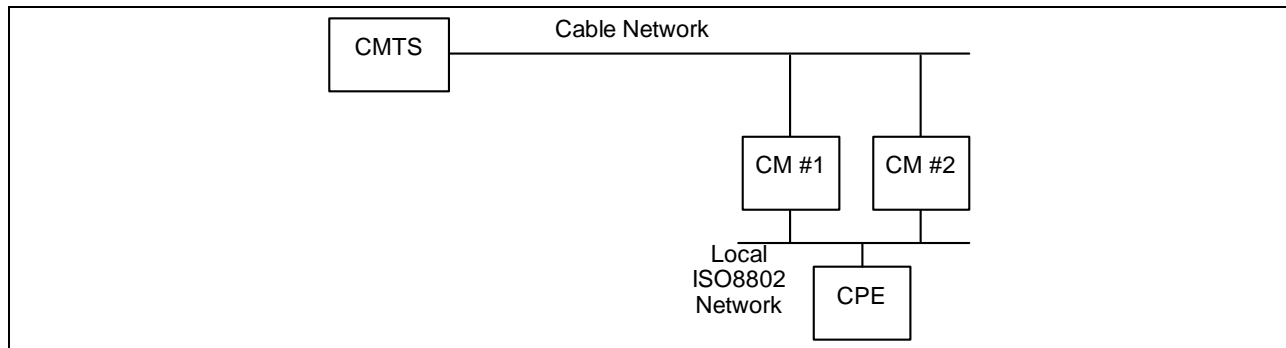 Cable Network
CMTS
CM #1
CM #2
Local
ISO8802
Network
CPE